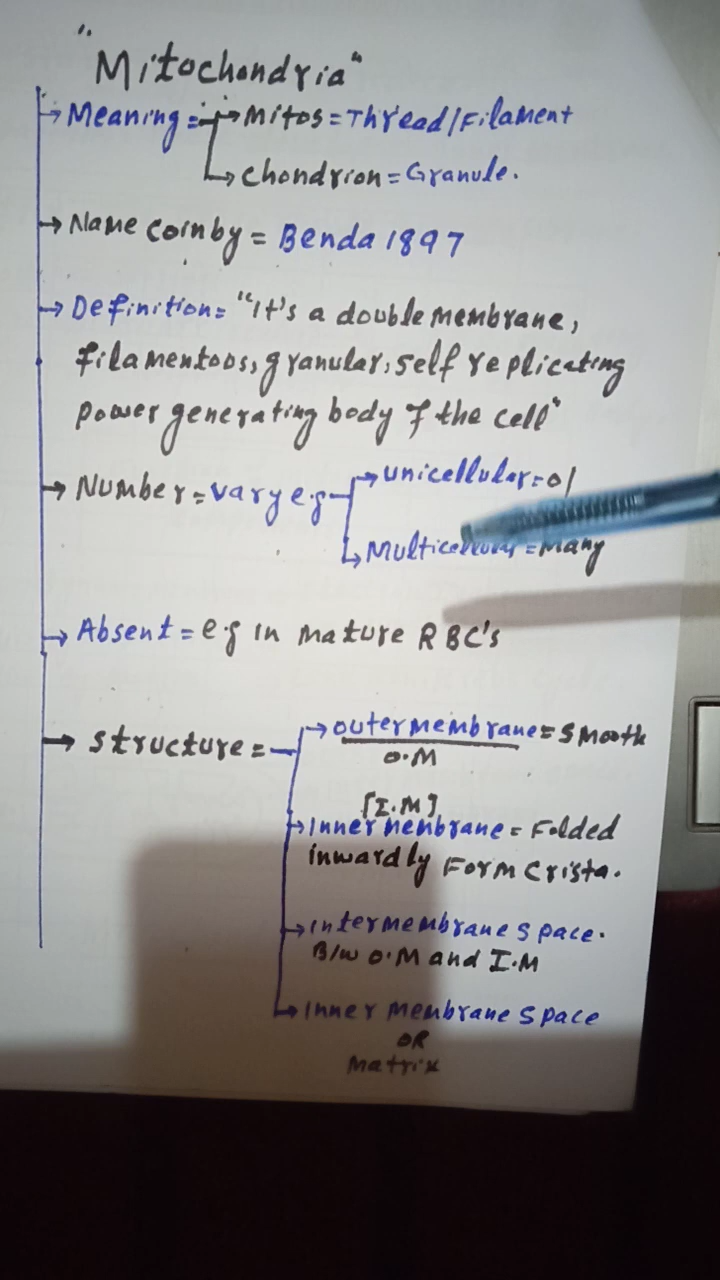 "Mitochondria"
→ Meaning = → Mitos = Thread/Filament
→ Chondrion = Granule.
→ Name coin by = Benda 1897
→ Definition = "It's a double membrane,
filamentoos, granular, self replicating
power generating body of the cell"
→ Number = vary e.g → unicellular = 01
→ Multicellular = Many
→ Absent = e.g in mature RBC's
→ structure = → outer membrane = smooth
O.M
[I.M]
→ Inner membrane = Folded
inwardly Form Crista.
→ intermembrane space.
B/w O.M and I.M
→ Inner membrane space
OR
Matrix